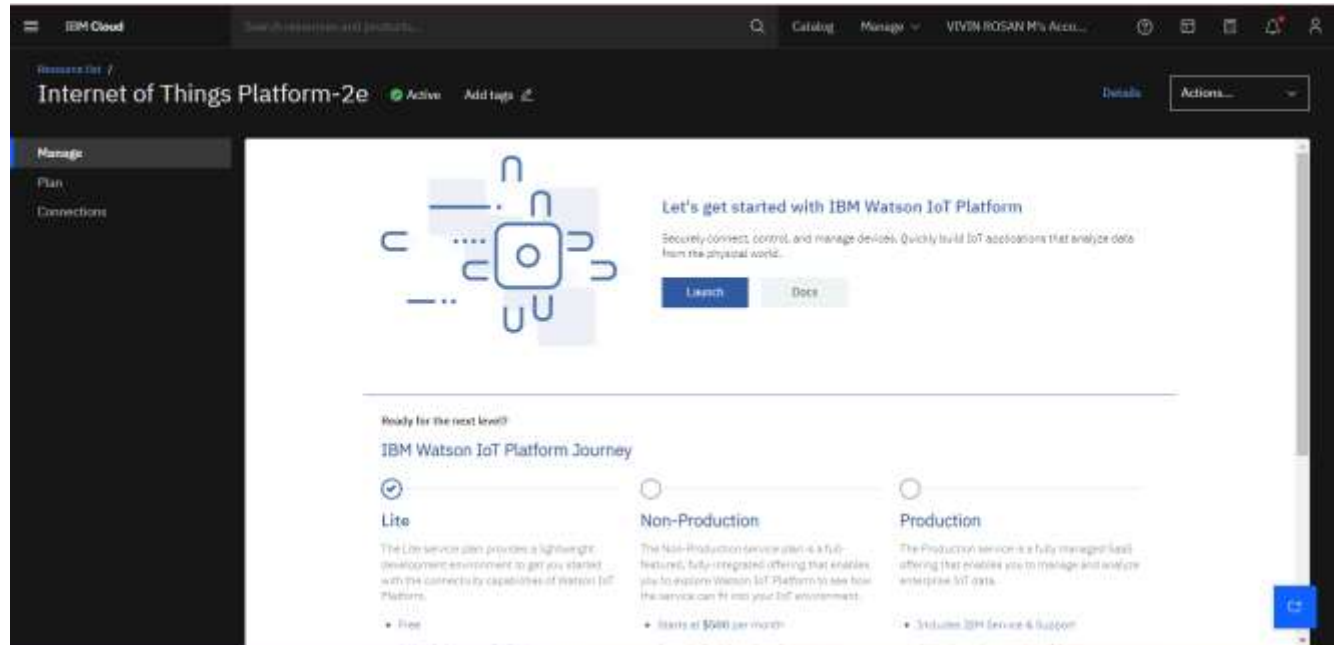 IBM Cloud
Search resources and products...
Catalog
Manage
VIVIN ROSAN M's Acco...
Resource list /
Internet of Things Platform-2e
Active
Add tags
Details
Actions...
Manage
Plan
Connections
Let's get started with IBM Watson IoT Platform
Securely connect, control, and manage devices. Quickly build IoT applications that analyze data
from the physical world.
Launch
Docs
Ready for the next level?
IBM Watson IoT Platform Journey
Lite
Non-Production
Production
The Lite service plan provides a lightweight
development environment to get you started
with the connectivity capabilities of Watson IoT
Platform.
The Non-Production service plan is a full-
featured, fully-integrated offering that enables
you to explore Watson IoT Platform to see how
the service can fit into your IoT environment.
The Production service is a fully managed SaaS
offering that enables you to manage and analyze
enterprise IoT data.
• Free
• Starts at $500 per month
• Includes IBM Service & Support